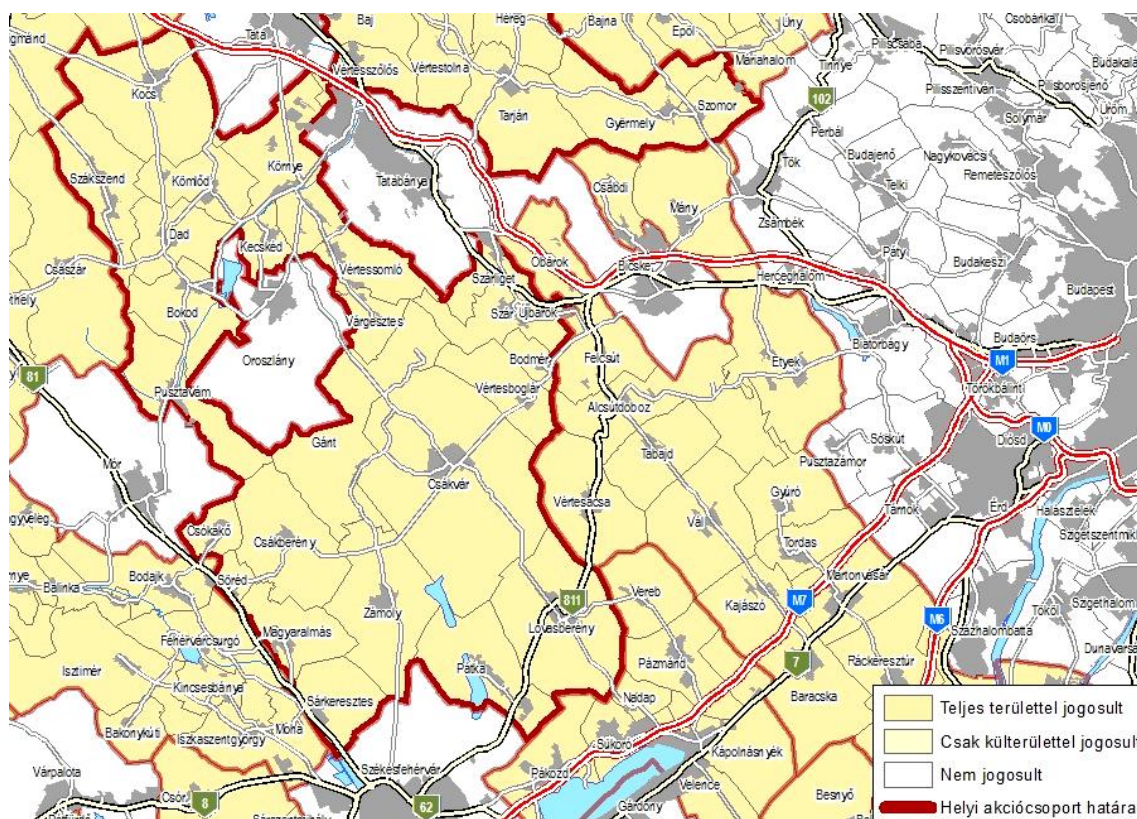 Tata
Baj
Héreg
Bajna
Epöl
Úny
Máriahalom
Tinnye
Piliscsaba
Csobánka
Pilisvörösvár
Pilisszentiván
Pilisborosjenő
Solymár
Üröm
Kocs
Vértesszőlős
Vértestolna
Tarján
Gyermely
Szomor
102
Perbál
Tök
Budajenő
Telki
Nagykovácsi
Remeteszőlős
Szákszend
Kömlőd
Környe
Tatabánya
Csabdi
Mány
Zsámbék
Dad
Kecskéd
Császár
Vértessomló
Szárliget
Óbarok
Bicske
Herceghalom
Páty
Budakeszi
Budapest
Bokod
Várgesztes
Szár
Újbarok
Biatorbágy
Budaörs
Oroszlány
Bodmér
Felcsút
Etyek
M1
81
Pusztavám
Vértesboglár
Alcsútdoboz
Törökbálint
Gánt
Sóskút
Diósd
M0
Mór
Csákvár
Tabajd
Pusztazámor
Vértesacsa
Gyúró
Tárnok
Érd
Halásztelek
Csókakő
Csákberény
Vál
Tordas
Balinka
Bodajk
Söréd
Martonvásár
Zámoly
811
Vereb
Kajászó
M7
M6
Tököl
Lovasberény
Százhalombatta
Fehérvárcsurgó
Magyaralmás
Isztimér
Pátka
Pázmánd
7
Ráckeresztúr
Kincsesbánya
Sárkeresztes
Nadap
Baracska
Bakonykúti
Iszkaszentgyörgy
Moha
Sukoró
Kápolnásnyék
Várpalota
Székesfehérvár
Pákozd
Velence
Besnyő
Csór
8
62
Gárdony
Teljes területtel jogosult
Csak külterülettel jogosult
Nem jogosult
Helyi akciócsoport határa